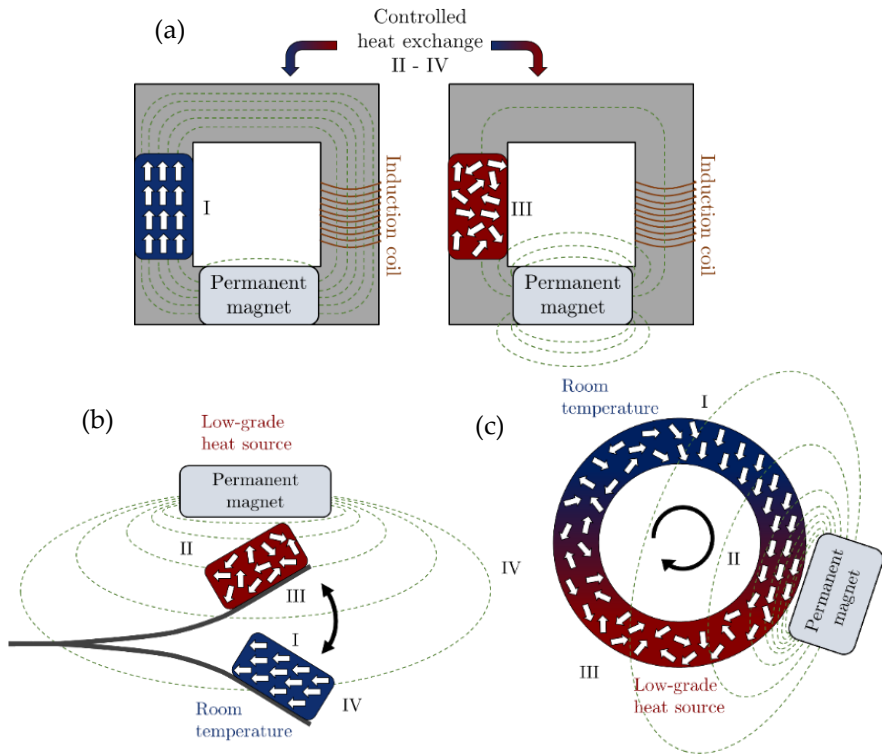 (a)
Controlled
heat exchange
II - IV
I
Induction coil
Permanent
magnet
III
Induction coil
Permanent
magnet
(b)
Low-grade
heat source
Permanent
magnet
II
III
I
IV
Room
temperature
(c)
Room
temperature
I
II
IV
III
Permanent
magnet
Low-grade
heat source